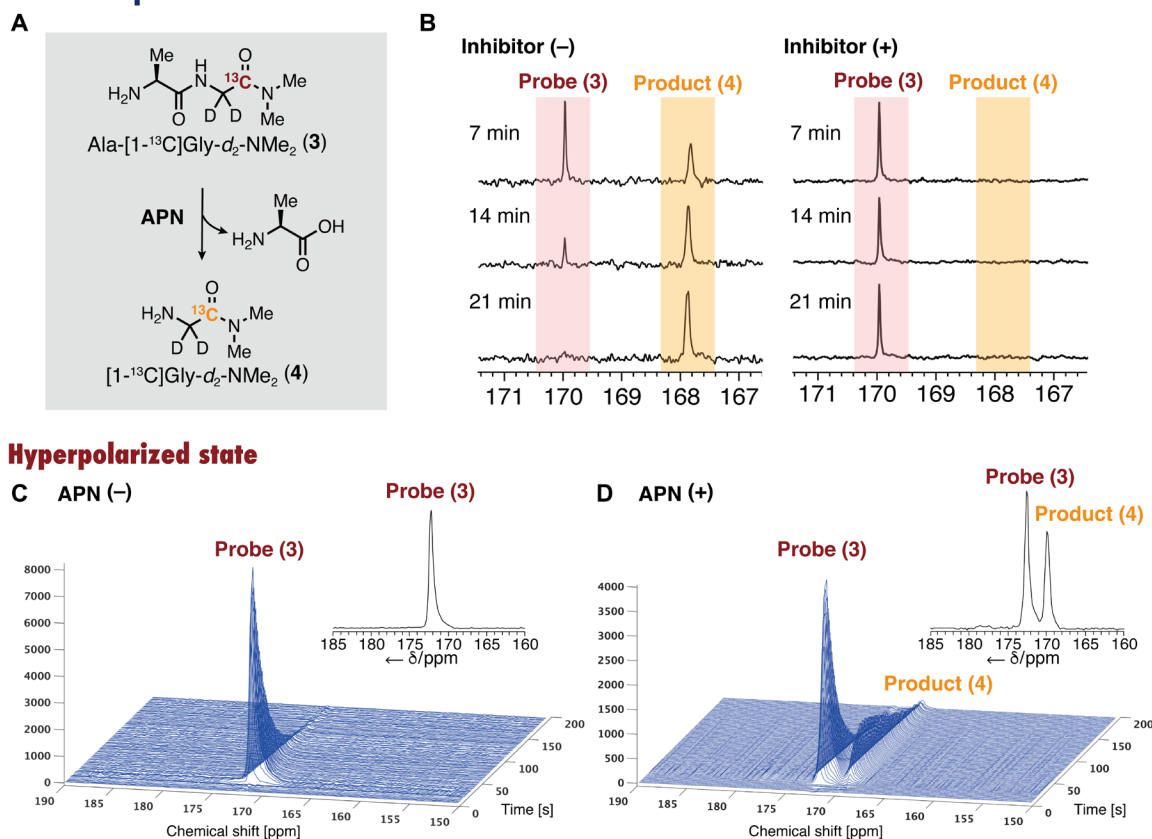 A
Me
H
N
O
13C
N
Me
H2N
O
D D
Me
Ala-[1-13C]Gly-d2-NMe2 (3)
APN
Me
H2N
OH
O
O
H2N
13C
N
Me
D D
Me
[1-13C]Gly-d2-NMe2 (4)
B
Inhibitor (–)
Probe (3) Product (4)
7 min
14 min
21 min
171 170 169 168 167
Inhibitor (+)
Probe (3) Product (4)
7 min
14 min
21 min
171 170 169 168 167
Hyperpolarized state
C APN (–)
Probe (3)
Probe (3)
185 180 175 170 165 160
← δ/ppm
8000
7000
6000
5000
4000
3000
2000
1000
0
190 185 180 175 170 165 160 155 150
Chemical shift [ppm]
0 50 100 150 200
Time [s]
D APN (+)
Probe (3)
Product (4)
Probe (3)
185 180 175 170 165 160
← δ/ppm
Product (4)
4000
3500
3000
2500
2000
1500
1000
500
0
190 185 180 175 170 165 160 155 150
Chemical shift [ppm]
0 50 100 150 200
Time [s]